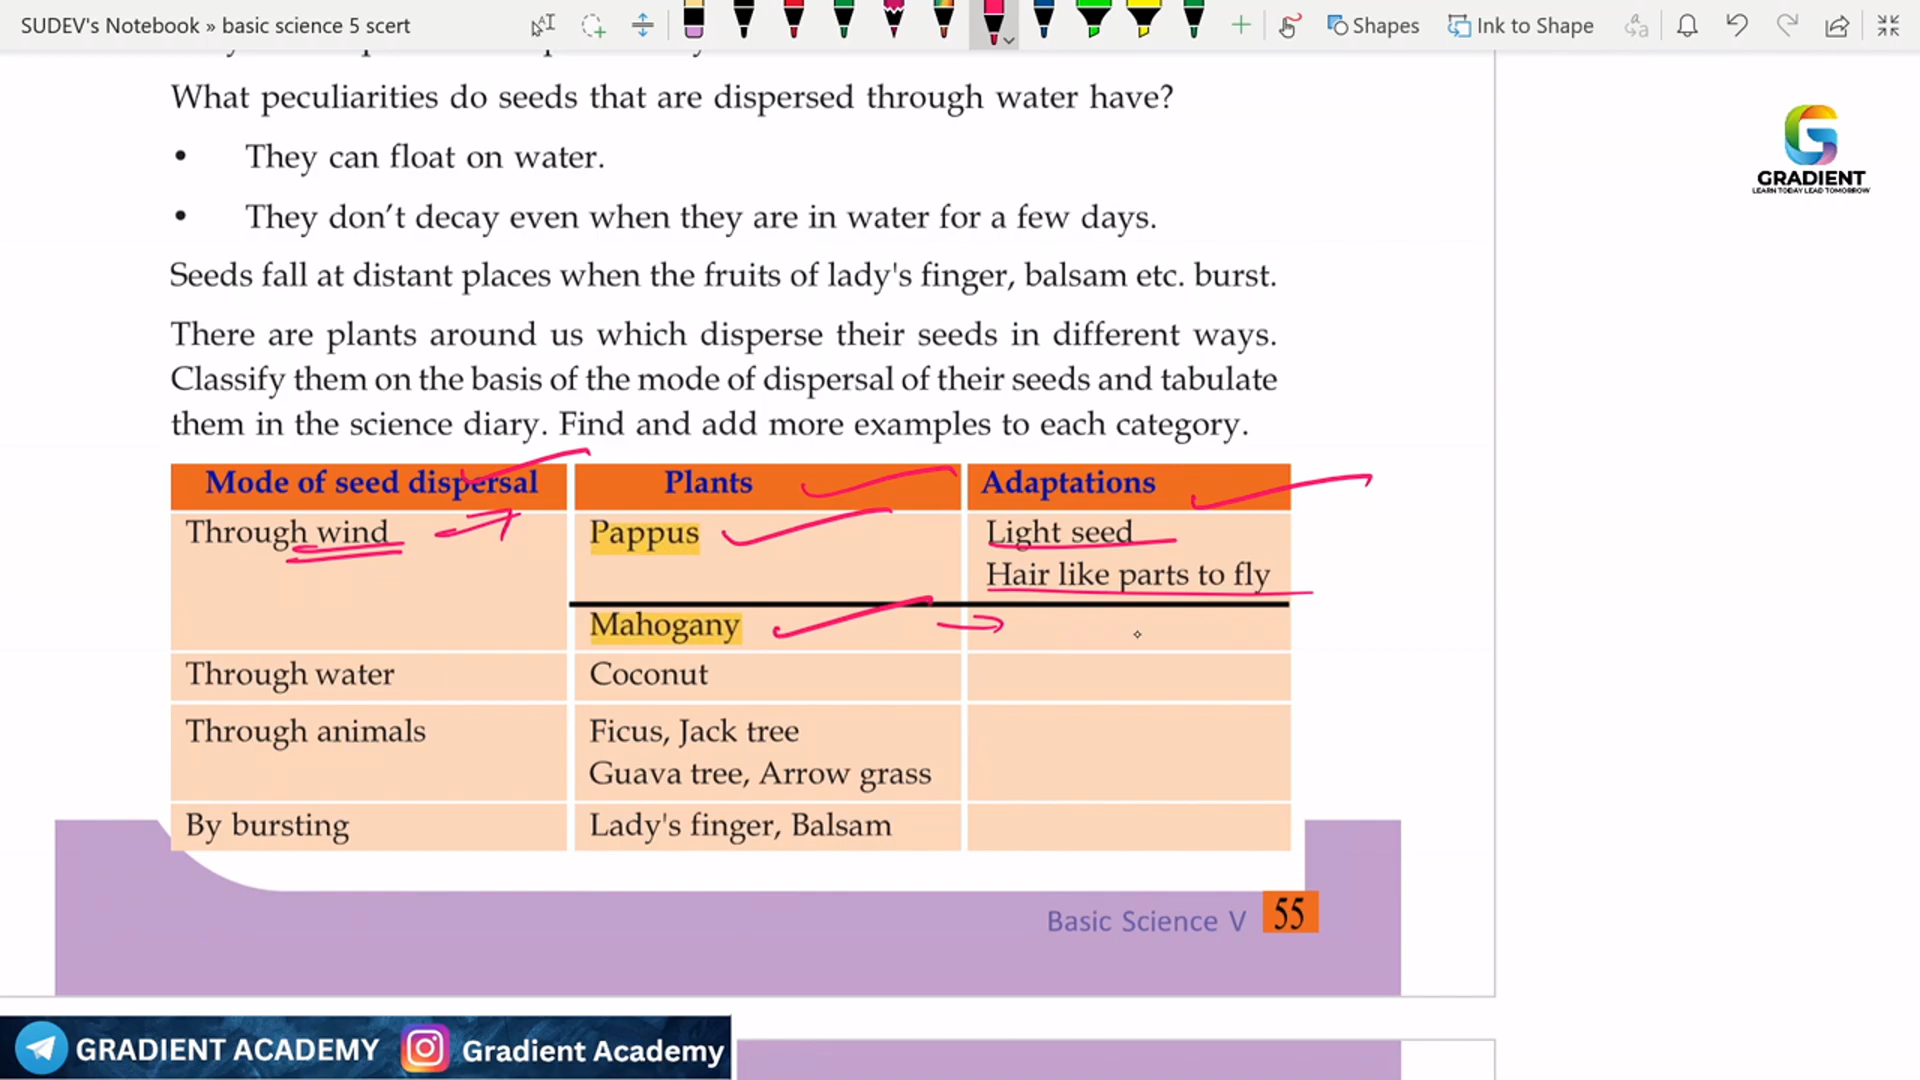 SUDEV's Notebook » basic science 5 scert
Shapes
Ink to Shape
What peculiarities do seeds that are dispersed through water have?
• They can float on water.
• They don't decay even when they are in water for a few days.
Seeds fall at distant places when the fruits of lady's finger, balsam etc. burst.
There are plants around us which disperse their seeds in different ways.
Classify them on the basis of the mode of dispersal of their seeds and tabulate
them in the science diary. Find and add more examples to each category.
Mode of seed dispersal Plants Adaptations
Through wind Pappus Light seed
Hair like parts to fly
Mahogany
Through water Coconut
Through animals Ficus, Jack tree
Guava tree, Arrow grass
By bursting Lady's finger, Balsam
Basic Science V 55
GRADIENT
LEARN TODAY LEAD TOMORROW
GRADIENT ACADEMY Gradient Academy